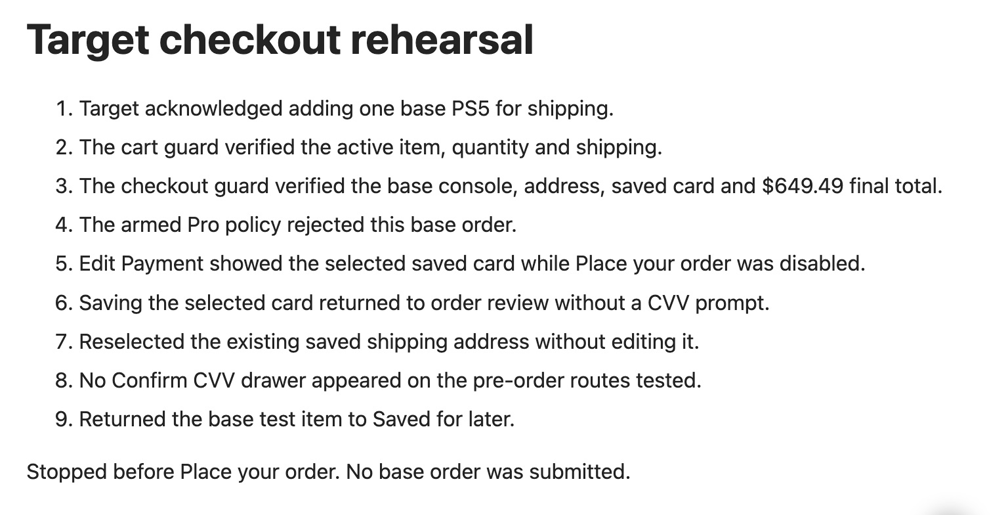 Target checkout rehearsal
1. Target acknowledged adding one base PS5 for shipping.
2. The cart guard verified the active item, quantity and shipping.
3. The checkout guard verified the base console, address, saved card and $649.49 final total.
4. The armed Pro policy rejected this base order.
5. Edit Payment showed the selected saved card while Place your order was disabled.
6. Saving the selected card returned to order review without a CVV prompt.
7. Reselected the existing saved shipping address without editing it.
8. No Confirm CVV drawer appeared on the pre-order routes tested.
9. Returned the base test item to Saved for later.
Stopped before Place your order. No base order was submitted.